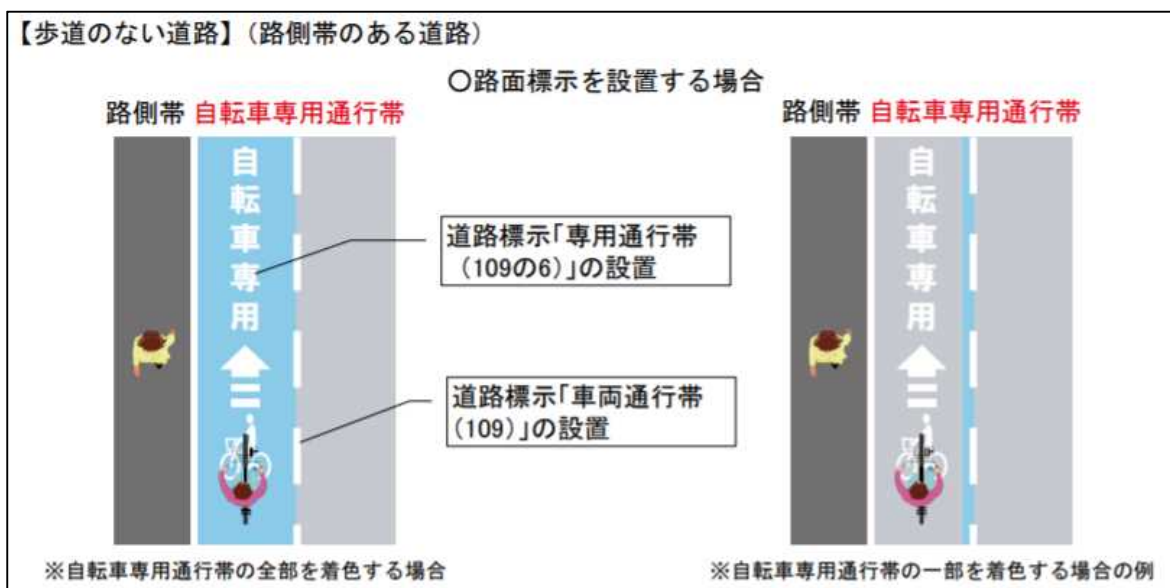 【歩道のない道路】(路側帯のある道路)
〇路面標示を設置する場合
路側帯 自転車専用通行帯
自転車専用
道路標示「専用通行帯
(109の6)」の設置
道路標示「車両通行帯
(109)」の設置
※自転車専用通行帯の全部を着色する場合
路側帯 自転車専用通行帯
自転車専用
※自転車専用通行帯の一部を着色する場合の例